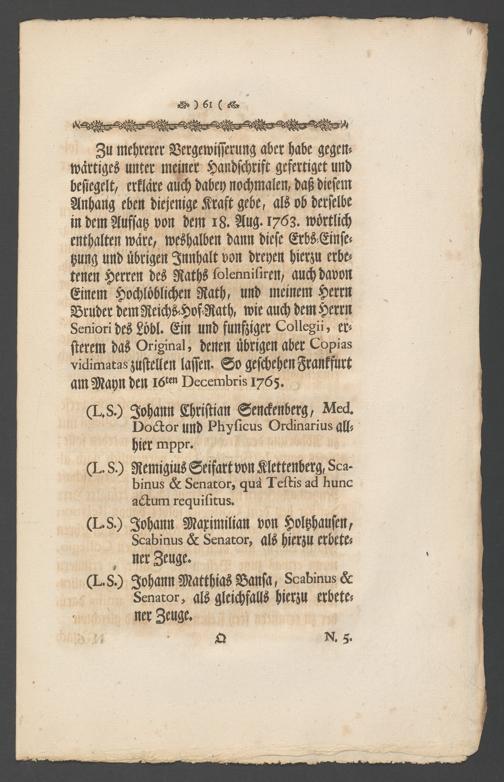 ) 61 (
Zu mehrerer Vergewisserung aber habe gegen-
wärtiges unter meiner Handschrift gefertiget und
besiegelt, erkläre auch dabey nochmalen, daß diesem
Anhang eben diejenige Kraft gebe, als ob derselbe
in dem Aufsatz von dem 18. Aug. 1763. wörtlich
enthalten wäre, weshalben dann diese Erbs-Einse-
tzung und übrigen Innhalt von dreyen hierzu erbe-
tenen Herren des Raths solennisiren, auch davon
Einem Hochlöblichen Rath, und meinem Herrn
Bruder dem Reichs-Hof-Rath, wie auch dem Herrn
Seniori des Löbl. Ein und funfziger Collegii, er-
sterem das Original, denen übrigen aber Copias
vidimatas zustellen lassen. So geschehen Franckfurt
am Mayn den 16ten Decembris 1765.
(L.S.) Johann Christian Senckenberg, Med.
Doctor und Physicus Ordinarius all-
hier mppr.
(L.S.) Remigius Seifart von Klettenberg, Sca-
binus & Senator, quà Testis ad hunc
actum requisitus.
(L.S.) Johann Maximilian von Holtzhausen,
Scabinus & Senator, als hierzu erbete-
ner Zeuge.
(L.S.) Johann Matthias Bansa, Scabinus &
Senator, als gleichfalls hierzu erbete-
ner Zeuge.
Ω N. 5.